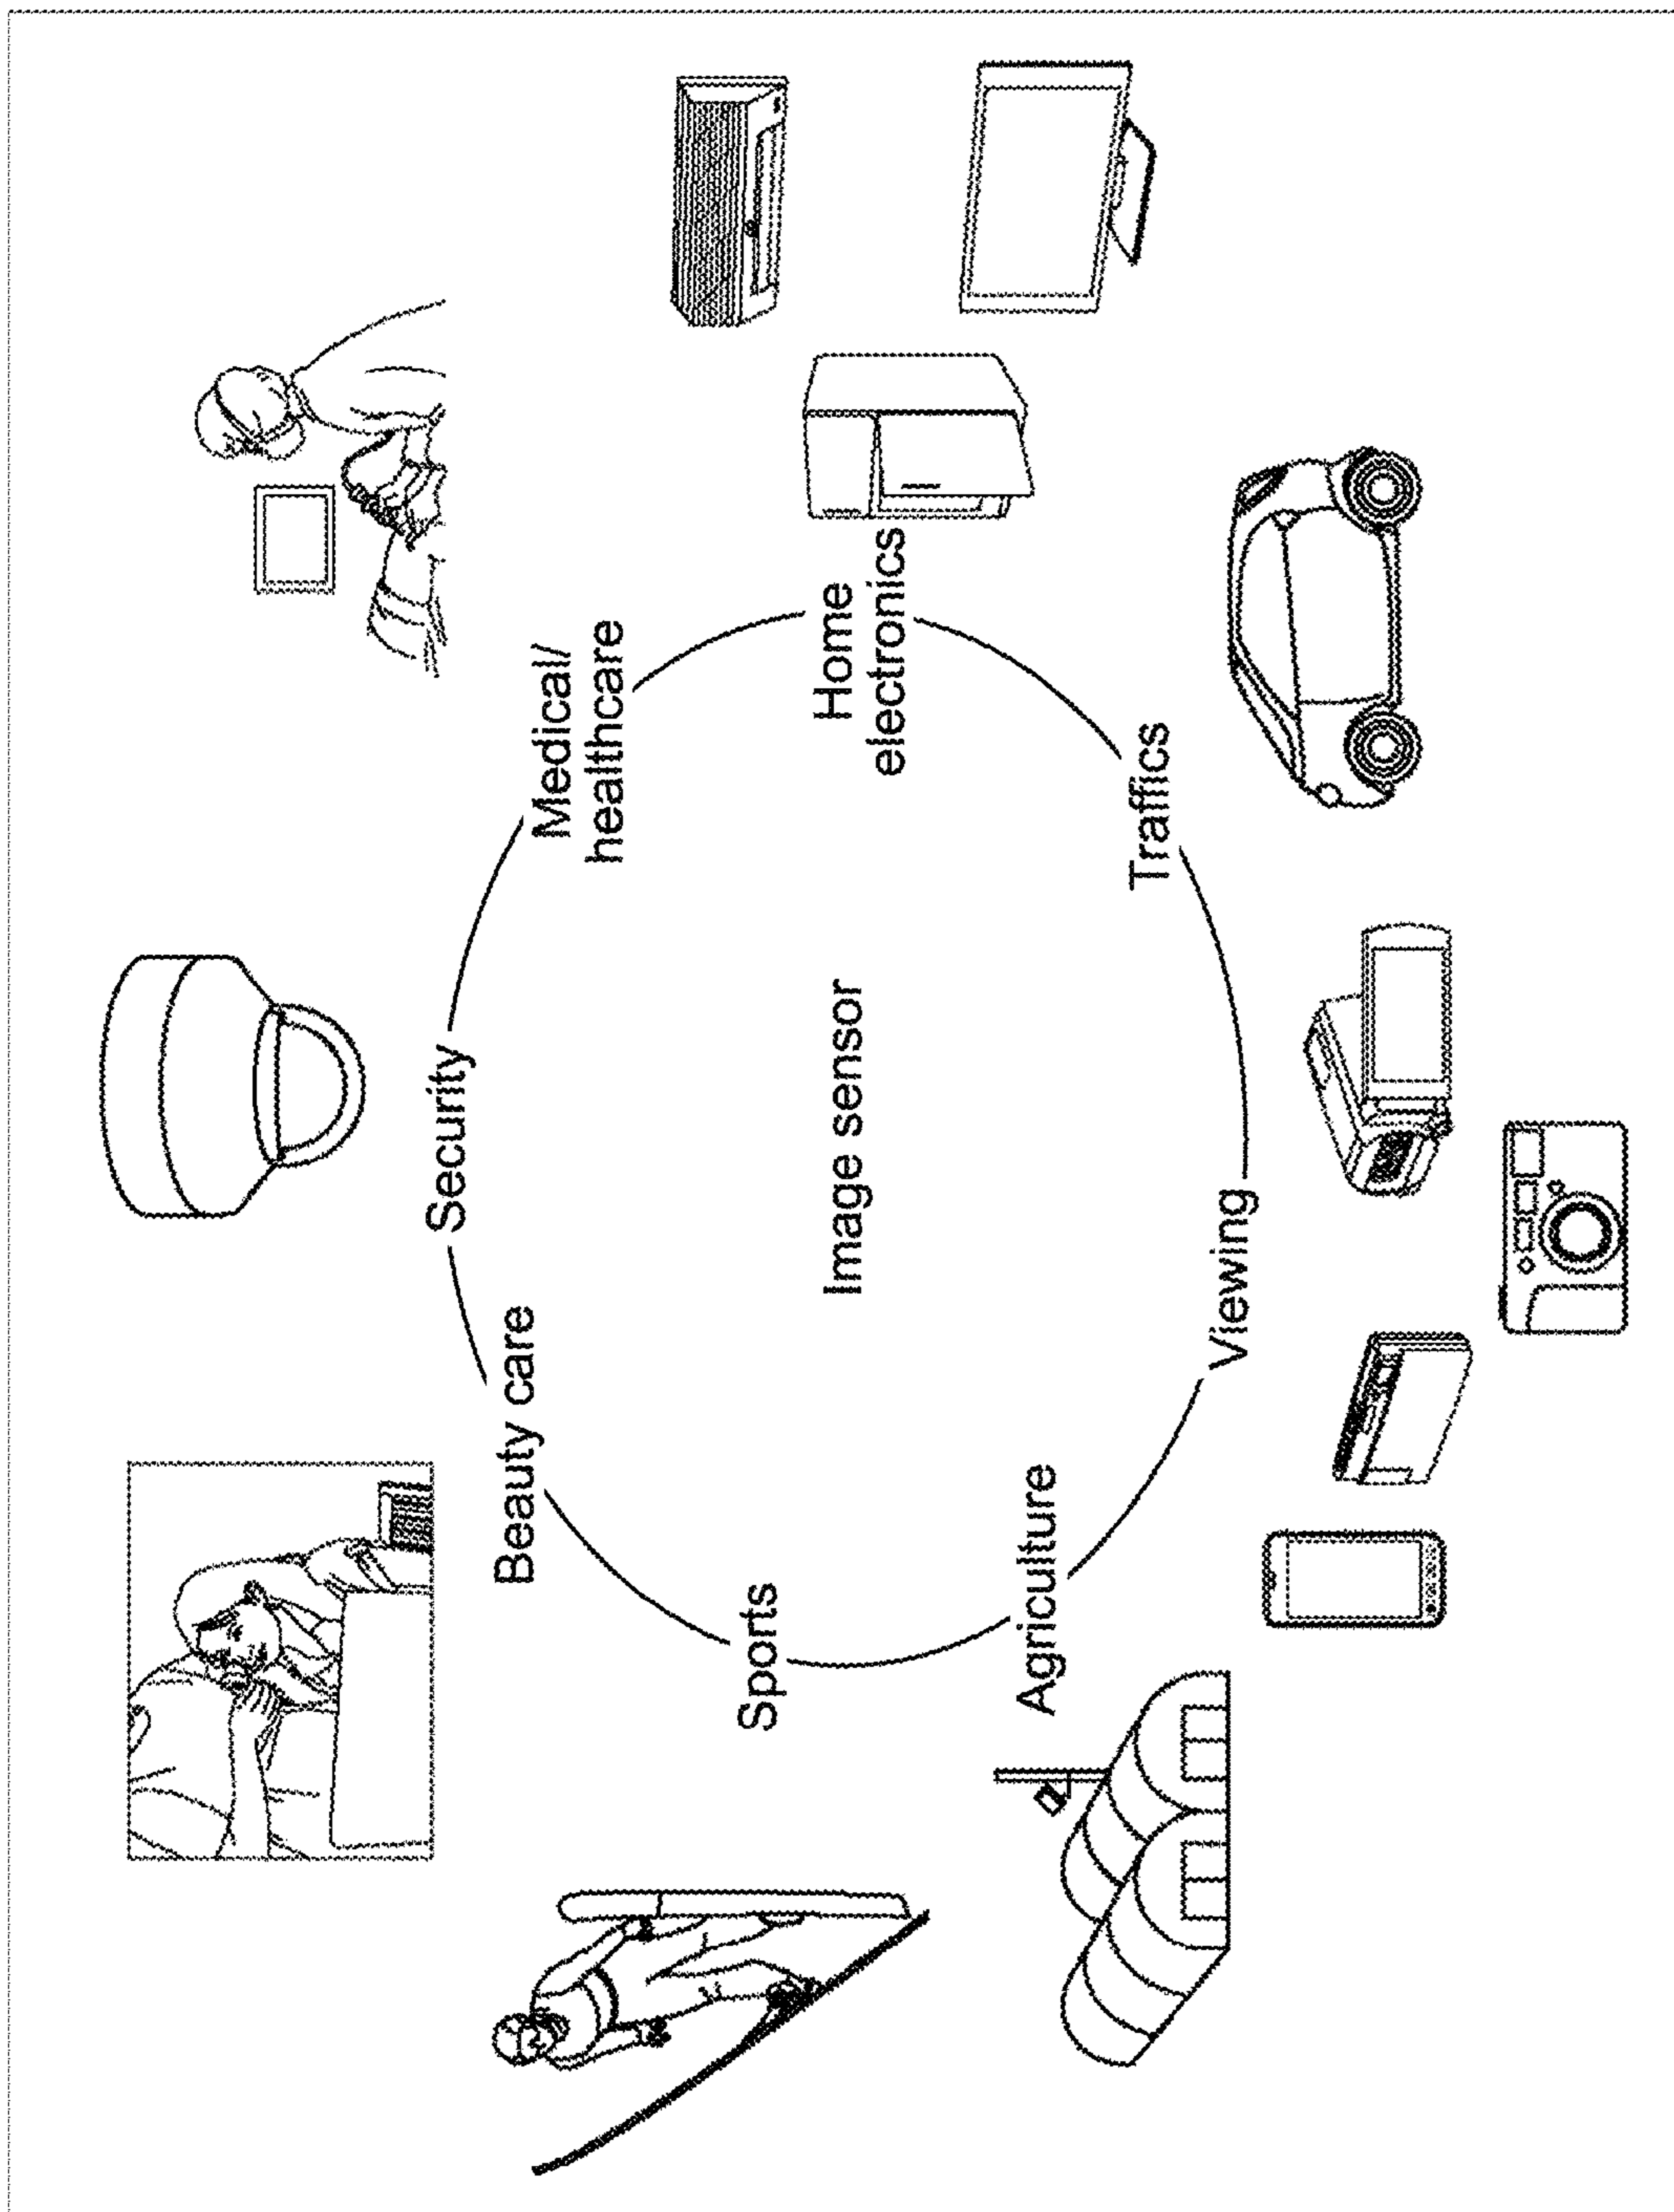 Security
Beauty care
Medical/
healthcare
Sports
Image sensor
Home
electronics
Agriculture
Traffics
Viewing